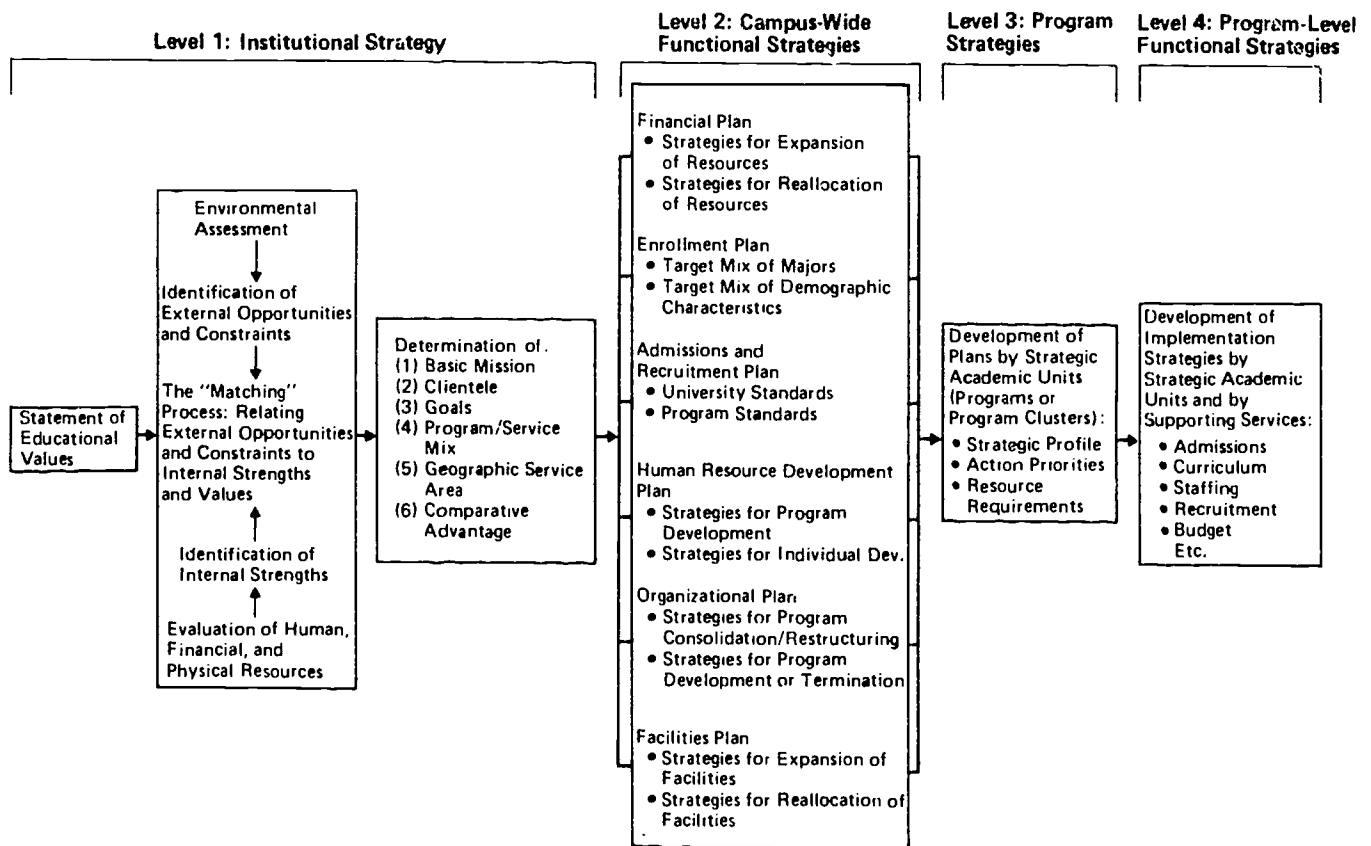 Level 1: Institutional Strategy
Level 2: Campus-Wide
Functional Strategies
Level 3: Program
Strategies
Level 4: Program-Level
Functional Strategies
Statement of
Educational
Values
Environmental
Assessment
Identification of
External Opportunities
and Constraints
The "Matching"
Process: Relating
External Opportunities
and Constraints to
Internal Strengths
and Values
Identification of
Internal Strengths
Evaluation of Human,
Financial, and
Physical Resources
Determination of.
(1) Basic Mission
(2) Clientele
(3) Goals
(4) Program/Service
Mix
(5) Geographic Service
Area
(6) Comparative
Advantage
Financial Plan
• Strategies for Expansion
of Resources
• Strategies for Reallocation
of Resources
Enrollment Plan
• Target Mix of Majors
• Target Mix of Demographic
Characteristics
Admissions and
Recruitment Plan
• University Standards
• Program Standards
Human Resource Development
Plan
• Strategies for Program
Development
• Strategies for Individual Dev.
Organizational Plan
• Strategies for Program
Consolidation/Restructuring
• Strategies for Program
Development or Termination
Facilities Plan
• Strategies for Expansion of
Facilities
• Strategies for Reallocation of
Facilities
Development of
Plans by Strategic
Academic Units
(Programs or
Program Clusters):
• Strategic Profile
• Action Priorities
• Resource
Requirements
Development of
Implementation
Strategies by
Strategic Academic
Units and by
Supporting Services:
• Admissions
• Curriculum
• Staffing
• Recruitment
• Budget
Etc.